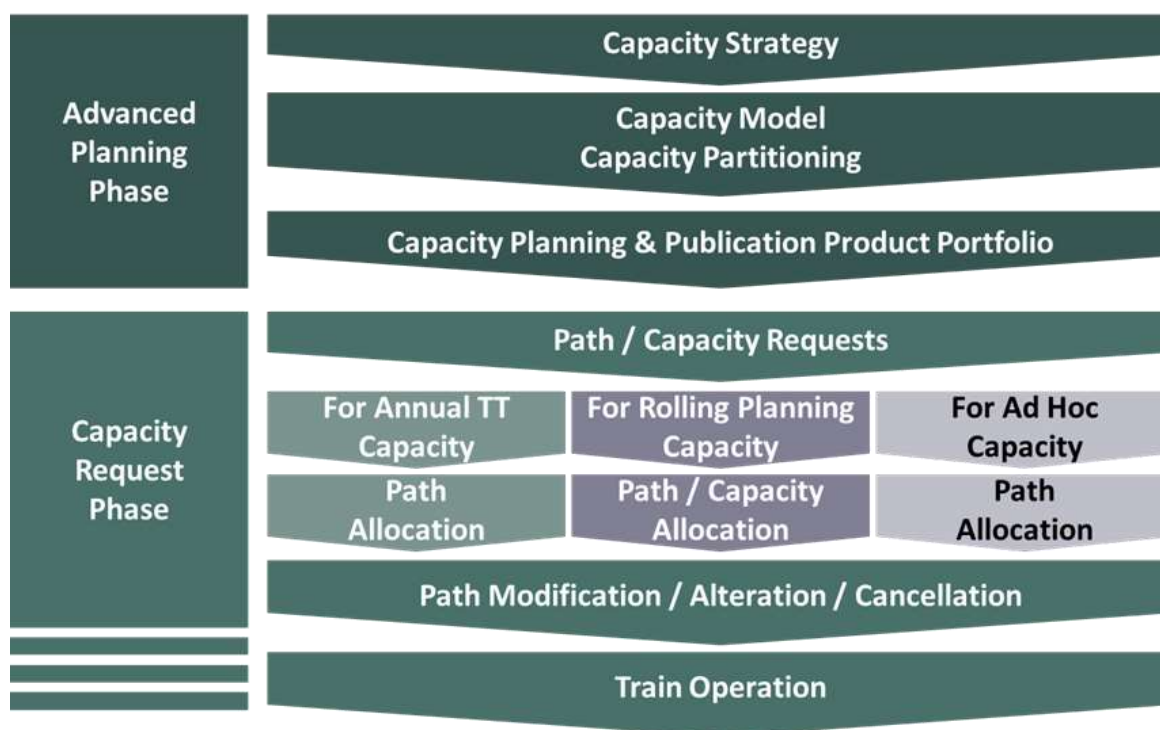 Advanced
Planning
Phase
Capacity Strategy
Capacity Model
Capacity Partitioning
Capacity Planning & Publication Product Portfolio
Capacity
Request
Phase
Path / Capacity Requests
For Annual TT
Capacity
For Rolling Planning
Capacity
For Ad Hoc
Capacity
Path
Allocation
Path / Capacity
Allocation
Path
Allocation
Path Modification / Alteration / Cancellation
Train Operation